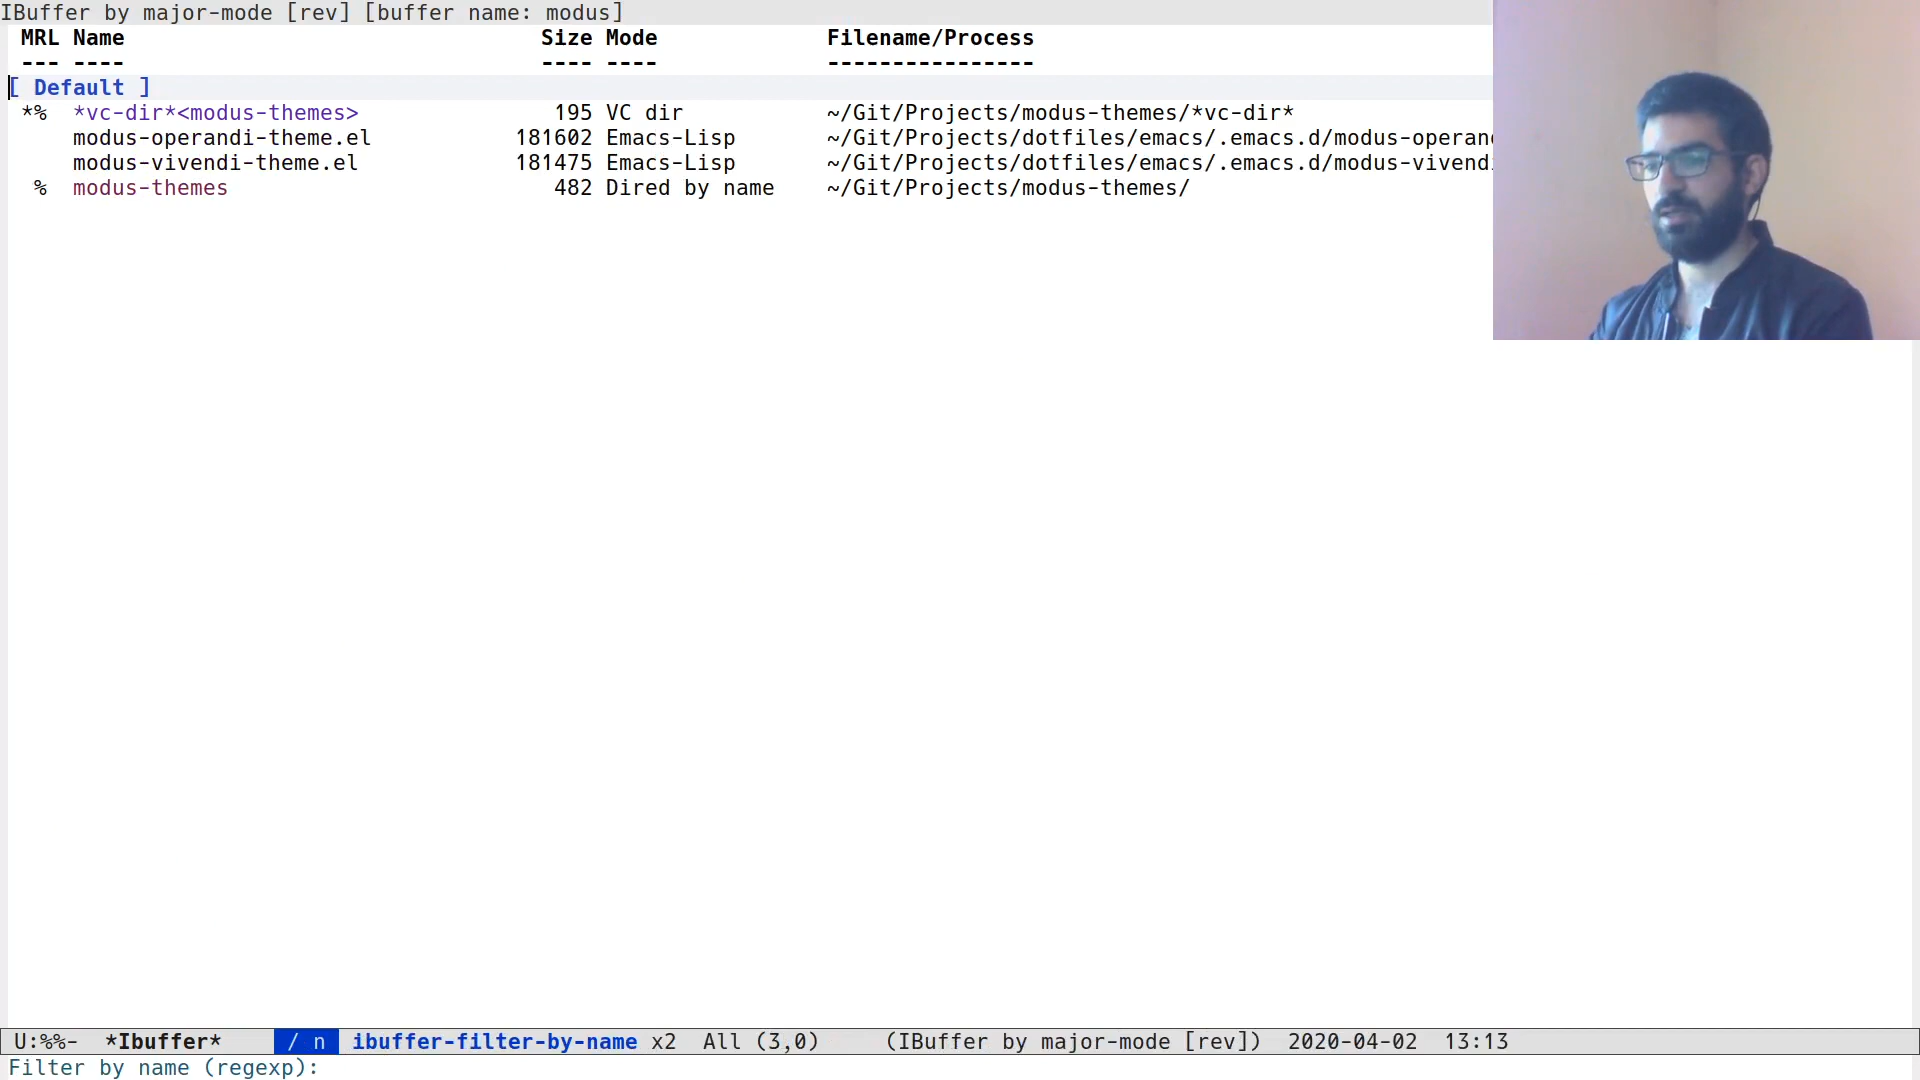 IBuffer by major-mode [rev] [buffer name: modus]
MRL Name Size Mode Filename/Process
--- ---- ---- ---- ----------------
[ Default ]
*% *vc-dir*<modus-themes> 195 VC dir ~/Git/Projects/modus-themes/*vc-dir*
modus-operandi-theme.el 181602 Emacs-Lisp ~/Git/Projects/dotfiles/emacs/.emacs.d/modus-operan
modus-vivendi-theme.el 181475 Emacs-Lisp ~/Git/Projects/dotfiles/emacs/.emacs.d/modus-vivend
% modus-themes 482 Dired by name ~/Git/Projects/modus-themes/
U:%%- *Ibuffer* / n ibuffer-filter-by-name x2 All (3,0) (IBuffer by major-mode [rev]) 2020-04-02 13:13
Filter by name (regexp):